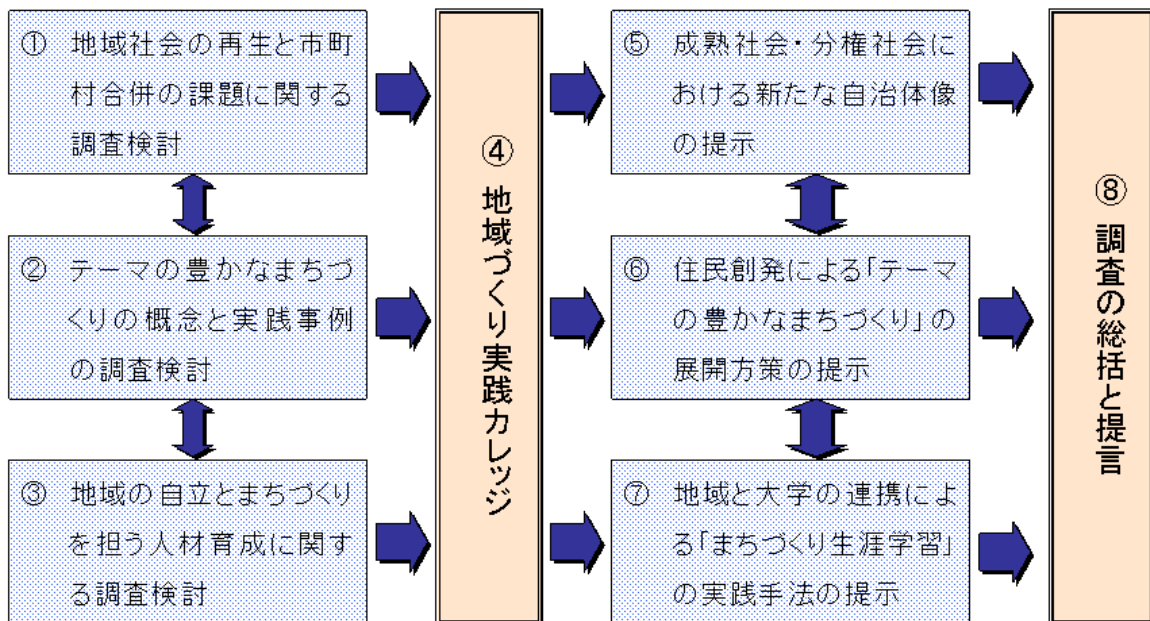 ① 地域社会の再生と市町
村合併の課題に関する
調査検討
② テーマの豊かなまちづ
くりの概念と実践事例
の調査検討
③ 地域の自立とまちづくり
を担う人材育成に関す
る調査検討
④ 地域づくり実践カレッジ
⑤ 成熟社会・分権社会に
おける新たな自治体像
の提示
⑥ 住民創発による「テーマ
の豊かなまちづくり」の
展開方策の提示
⑦ 地域と大学の連携によ
る「まちづくり生涯学習」
の実践手法の提示
⑧ 調査の総括と提言